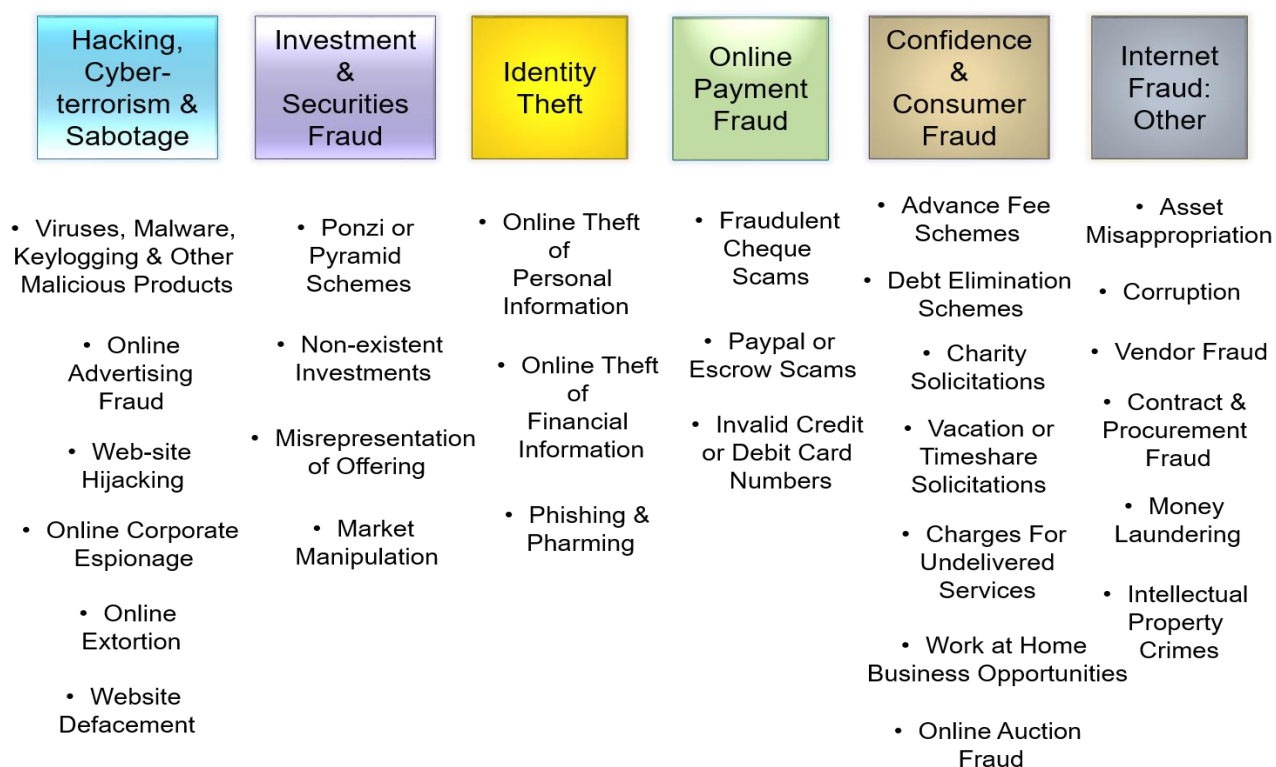 Hacking,
Cyber-
terrorism &
Sabotage
Investment
&
Securities
Fraud
Identity
Theft
Online
Payment
Fraud
Confidence
&
Consumer
Fraud
Internet
Fraud:
Other
• Viruses, Malware,
Keylogging & Other
Malicious Products
• Online
Advertising
Fraud
• Web-site
Hijacking
• Online Corporate
Espionage
• Online
Extortion
• Website
Defacement
• Ponzi or
Pyramid
Schemes
• Non-existent
Investments
• Misrepresentation
of Offering
• Market
Manipulation
• Online Theft
of
Personal
Information
• Online Theft
of
Financial
Information
• Phishing &
Pharming
• Fraudulent
Cheque
Scams
• Paypal or
Escrow Scams
• Invalid Credit
or Debit Card
Numbers
• Advance Fee
Schemes
• Debt Elimination
Schemes
• Charity
Solicitations
• Vacation or
Timeshare
Solicitations
• Charges For
Undelivered
Services
• Work at Home
Business Opportunities
• Online Auction
Fraud
• Asset
Misappropriation
• Corruption
• Vendor Fraud
• Contract &
Procurement
Fraud
• Money
Laundering
• Intellectual
Property
Crimes